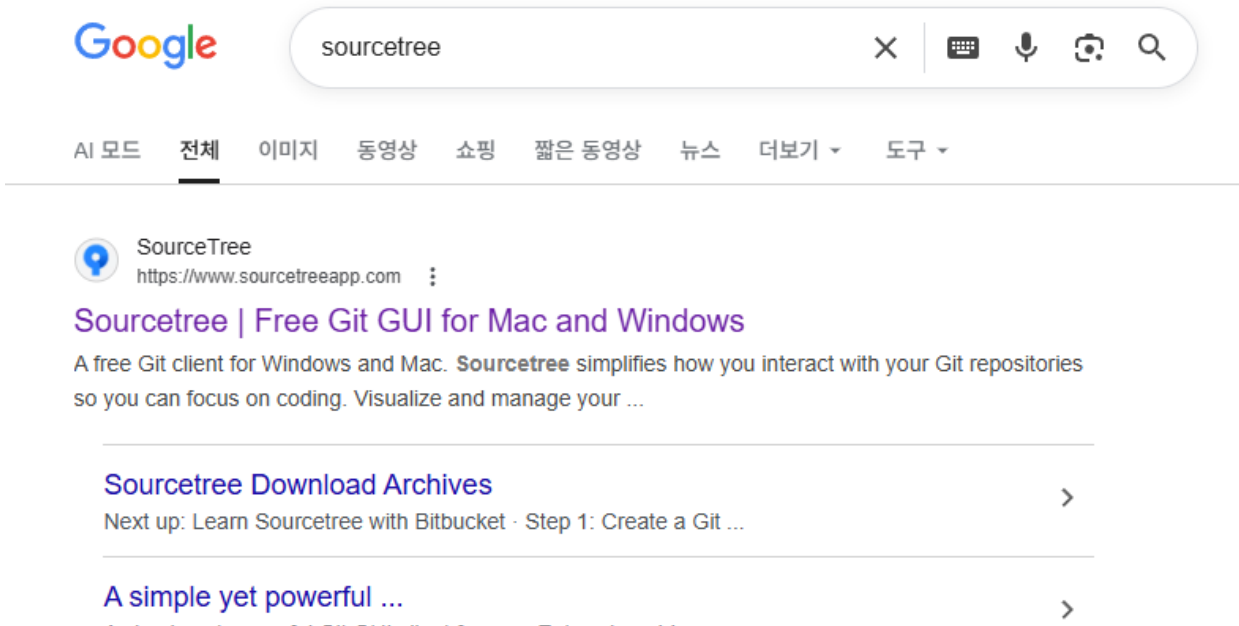 Google
sourcetree
AI 모드 전체 이미지 동영상 쇼핑 짧은 동영상 뉴스 더보기 도구
SourceTree
https://www.sourcetreeapp.com
Sourcetree | Free Git GUI for Mac and Windows
A free Git client for Windows and Mac. Sourcetree simplifies how you interact with your Git repositories
so you can focus on coding. Visualize and manage your ...
Sourcetree Download Archives
Next up: Learn Sourcetree with Bitbucket · Step 1: Create a Git ...
A simple yet powerful ...